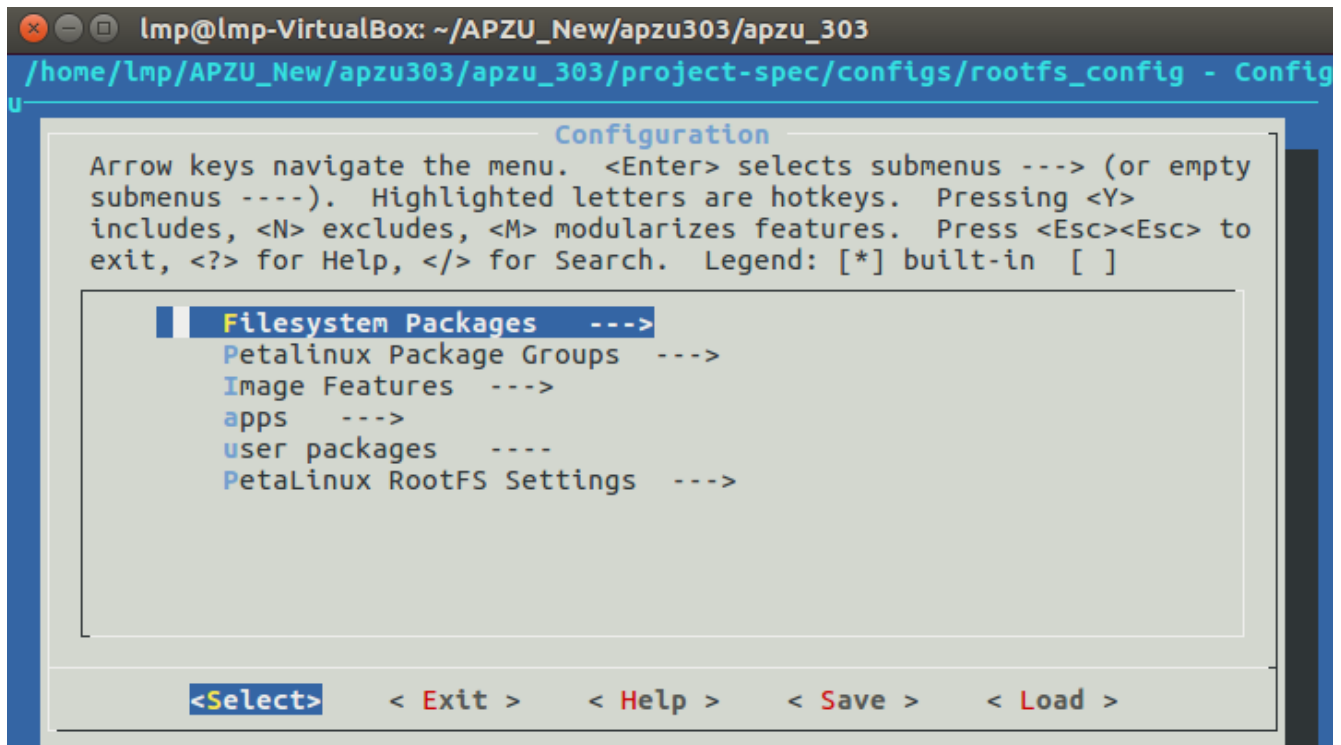 lmp@lmp-VirtualBox: ~/APZU_New/apzu303/apzu_303
/home/lmp/APZU_New/apzu303/apzu_303/project-spec/configs/rootfs_config - Config
u
Configuration
Arrow keys navigate the menu.  <Enter> selects submenus ---> (or empty
submenus ----).  Highlighted letters are hotkeys.  Pressing <Y>
includes, <N> excludes, <M> modularizes features.  Press <Esc><Esc> to
exit, <?> for Help, </> for Search.  Legend: [*] built-in  [ ]
Filesystem Packages  --->
Petalinux Package Groups  --->
Image Features  --->
apps  --->
user packages  ----
PetaLinux RootFS Settings  --->
<Select>    < Exit >    < Help >    < Save >    < Load >